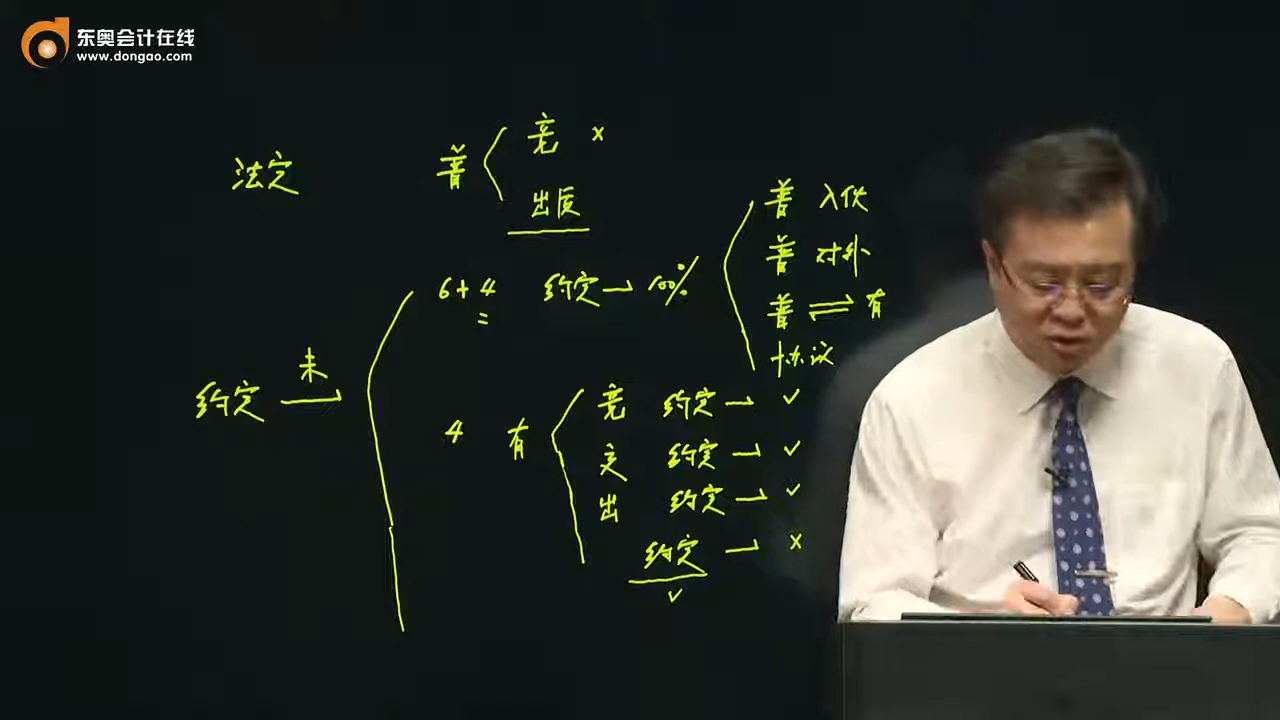 东奥会计在线
www.dongao.com
竞 ×
法定 普
出质
普 入伙
普 对外
6+4 约定→100%
普 ⇌ 有
协议
未
约定→
竞 约定→ ✓
4 有
交 约定→ ✓
出 约定→ ✓
约定→ ×
✓